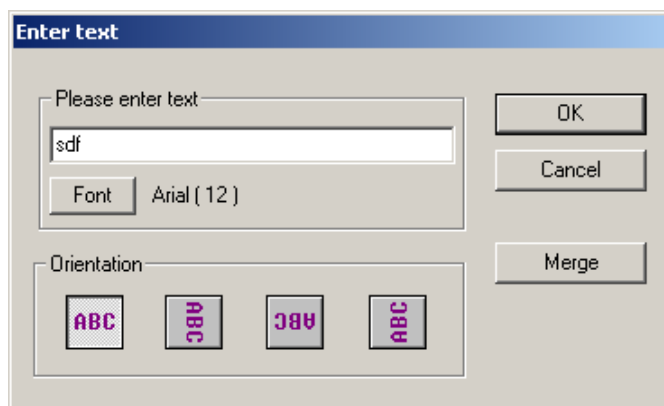 Enter text
Please enter text
sdf
Font Arial ( 12 )
OK
Cancel
Merge
Orientation
ABC ABC ABC ABC